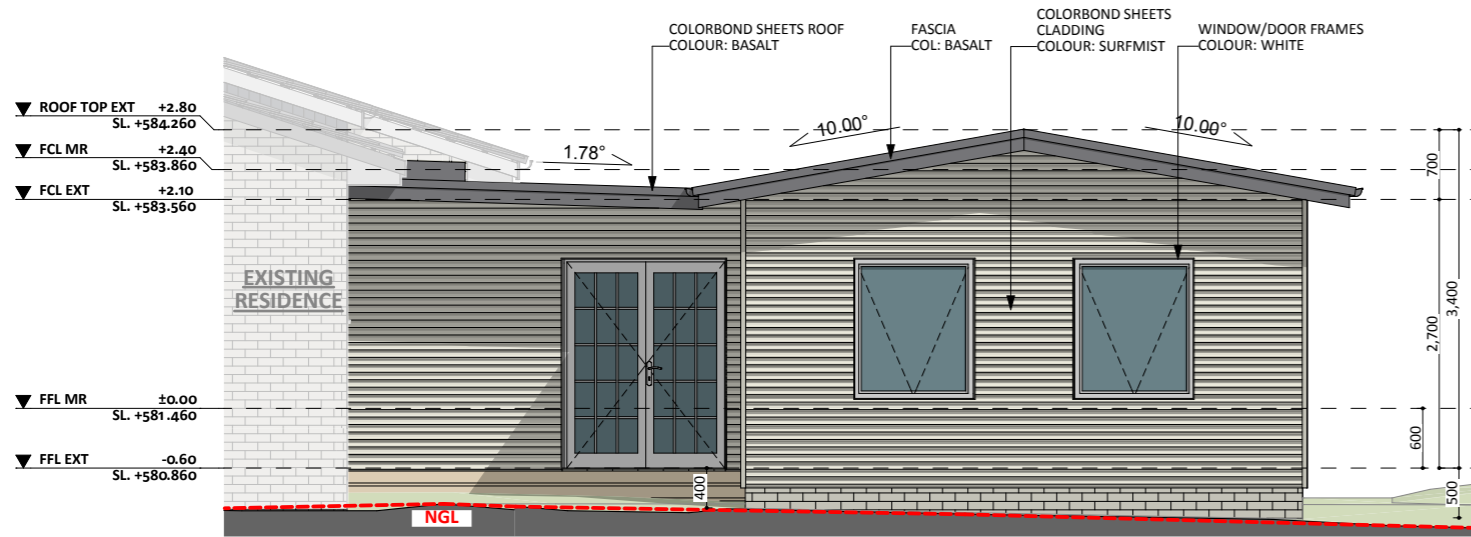 COLORBOND SHEETS ROOF
COLOUR: BASALT
FASCIA
COL: BASALT
COLORBOND SHEETS
CLADDING
COLOUR: SURFMIST
WINDOW/DOOR FRAMES
COLOUR: WHITE
ROOF TOP EXT +2.80
SL. +584.260
FCL MR +2.40
SL. +583.860
FCL EXT +2.10
SL. +583.560
1.78°
10.00°
10.00°
700
EXISTING
RESIDENCE
2,700
3,400
FFL MR ±0.00
SL. +581.460
600
FFL EXT -0.60
SL. +580.860
400
500
NGL